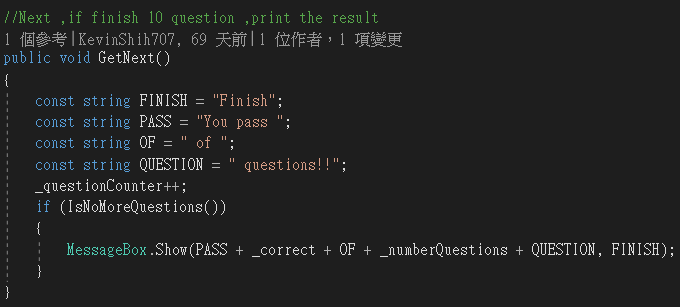 //Next ,if finish 10 question ,print the result
1 個參考|KevinShih707, 69 天前|1 位作者，1 項變更
public void GetNext()
{
const string FINISH = "Finish";
const string PASS = "You pass ";
const string OF = " of ";
const string QUESTION = " questions!!";
_questionCounter++;
if (IsNoMoreQuestions())
{
MessageBox.Show(PASS + _correct + OF + _numberQuestions + QUESTION, FINISH);
}
}